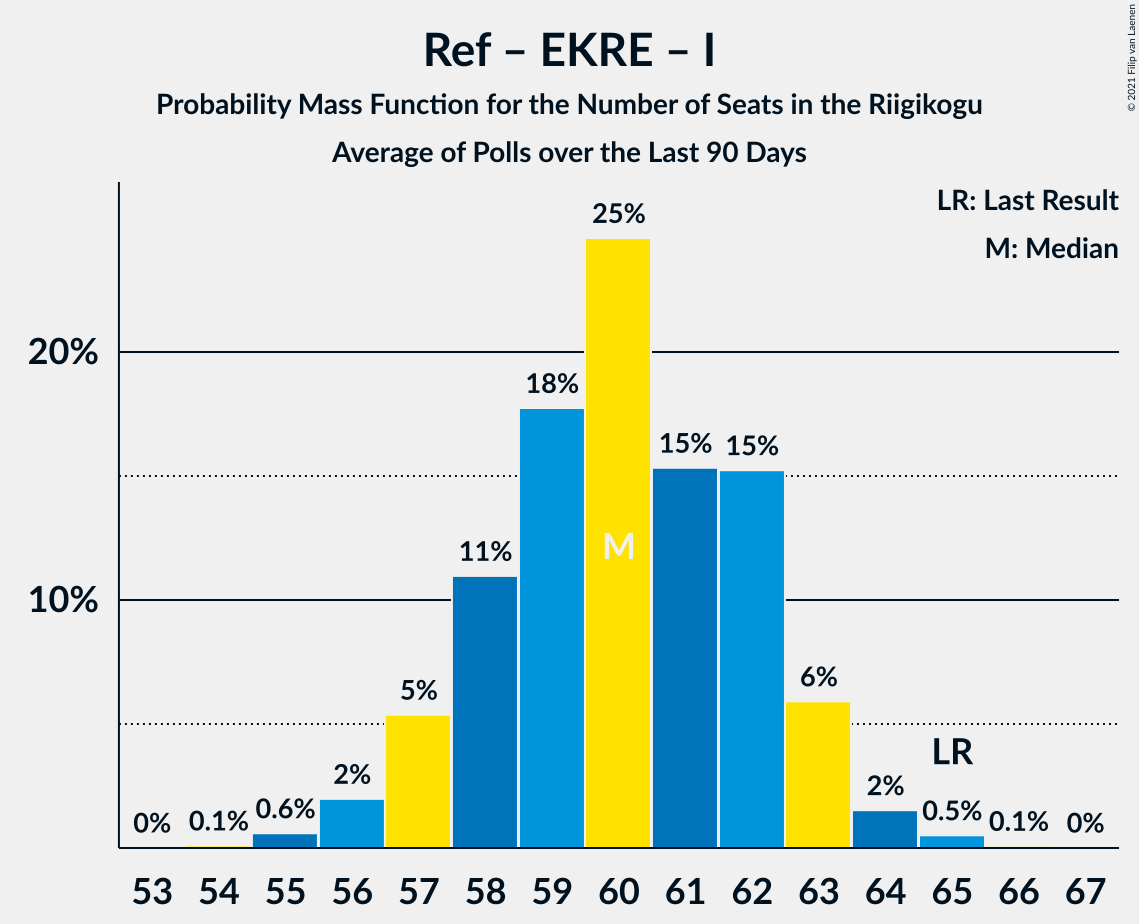 Ref – EKRE – I
Probability Mass Function for the Number of Seats in the Riigikogu
Average of Polls over the Last 90 Days
© 2021 Filip van Laenen
LR: Last Result
M: Median
20%
10%
0%
0.1%
0.6%
2%
5%
11%
18%
25%
15%
15%
6%
2%
0.5%
0.1%
0%
M
LR
53 54 55 56 57 58 59 60 61 62 63 64 65 66 67